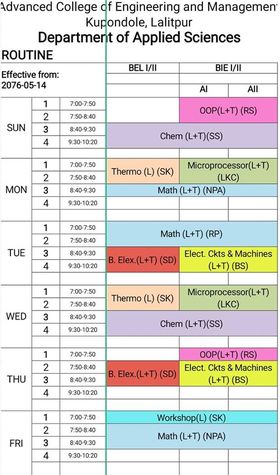 Advanced College of Engineering and Managemen
Kupondole, Lalitpur
Department of Applied Sciences
ROUTINE
Effective from:
2076-05-14
BEL I/II BIE I/II
AI AII
SUN
1 7:00-7:50 OOP(L+T) (RS)
2 7:50-8:40
3 8:40-9:30 Chem (L+T)(SS)
4 9:30-10:20
MON
1 7:00-7:50 Thermo (L) (SK) Microprocessor(L+T) (LKC)
2 7:50-8:40
3 8:40-9:30 Math (L+T) (NPA)
4 9:30-10:20
TUE
1 7:00-7:50 Math (L+T) (RP)
2 7:50-8:40
3 8:40-9:30 B. Elex.(L+T) (SD) Elect. Ckts & Machines (L+T) (BS)
4 9:30-10:20
WED
1 7:00-7:50 Thermo (L) (SK) Microprocessor(L+T) (LKC)
2 7:50-8:40
3 8:40-9:30 Chem (L+T)(SS)
4 9:30-10:20
THU
1 7:00-7:50 OOP(L+T) (RS)
2 7:50-8:40 B. Elex.(L+T) (SD) Elect. Ckts & Machines (L+T) (BS)
3 8:40-9:30
4 9:30-10:20
FRI
1 7:00-7:50 Workshop(L) (SK)
2 7:50-8:40 Math (L+T) (NPA)
3 8:40-9:30
4 9:30-10:20